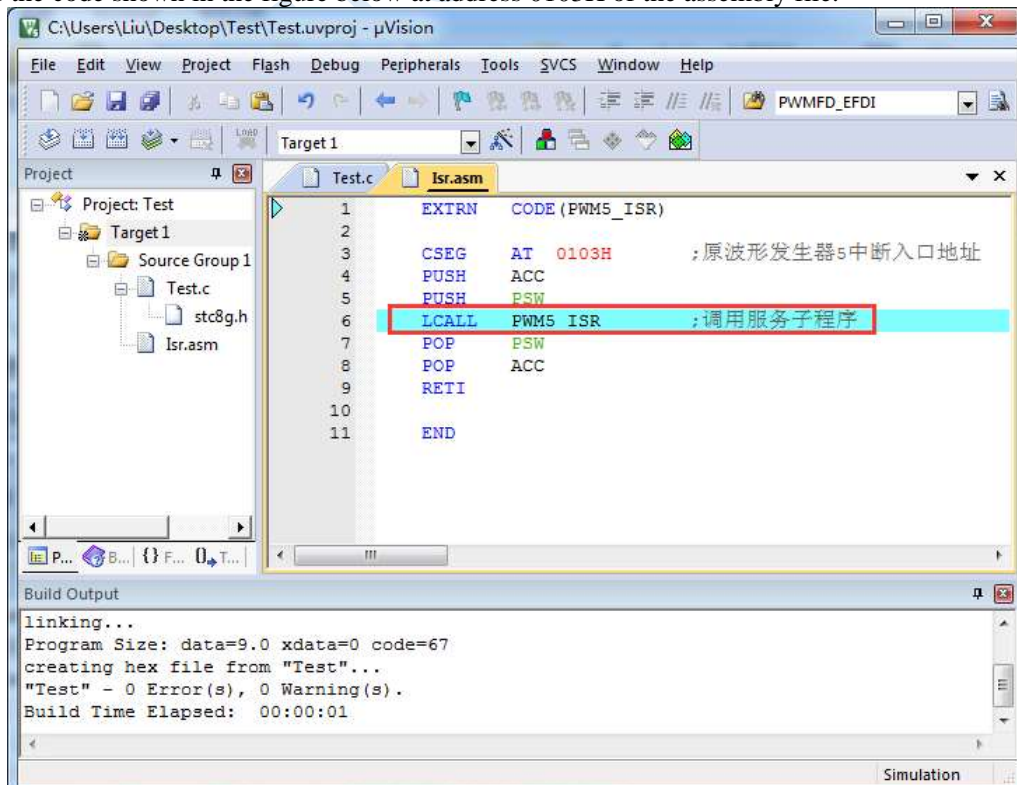 the code shown in the figure below at address 0103H of the assembly file.
C:\Users\Liu\Desktop\Test\Test.uvproj - µVision
File Edit View Project Flash Debug Peripherals Tools SVCS Window Help
PWMFD_EFDI
LOAD Target 1
Project
Test.c Isr.asm
Project: Test
Target 1
Source Group 1
Test.c
stc8g.h
Isr.asm
1 EXTRN CODE(PWM5_ISR)
2
3 CSEG AT 0103H ;原波形发生器5中断入口地址
4 PUSH ACC
5 PUSH PSW
6 LCALL PWM5_ISR ;调用服务子程序
7 POP PSW
8 POP ACC
9 RETI
10
11 END
P... B... {} F... 0 T...
Build Output
linking...
Program Size: data=9.0 xdata=0 code=67
creating hex file from "Test"...
"Test" - 0 Error(s), 0 Warning(s).
Build Time Elapsed: 00:00:01
Simulation